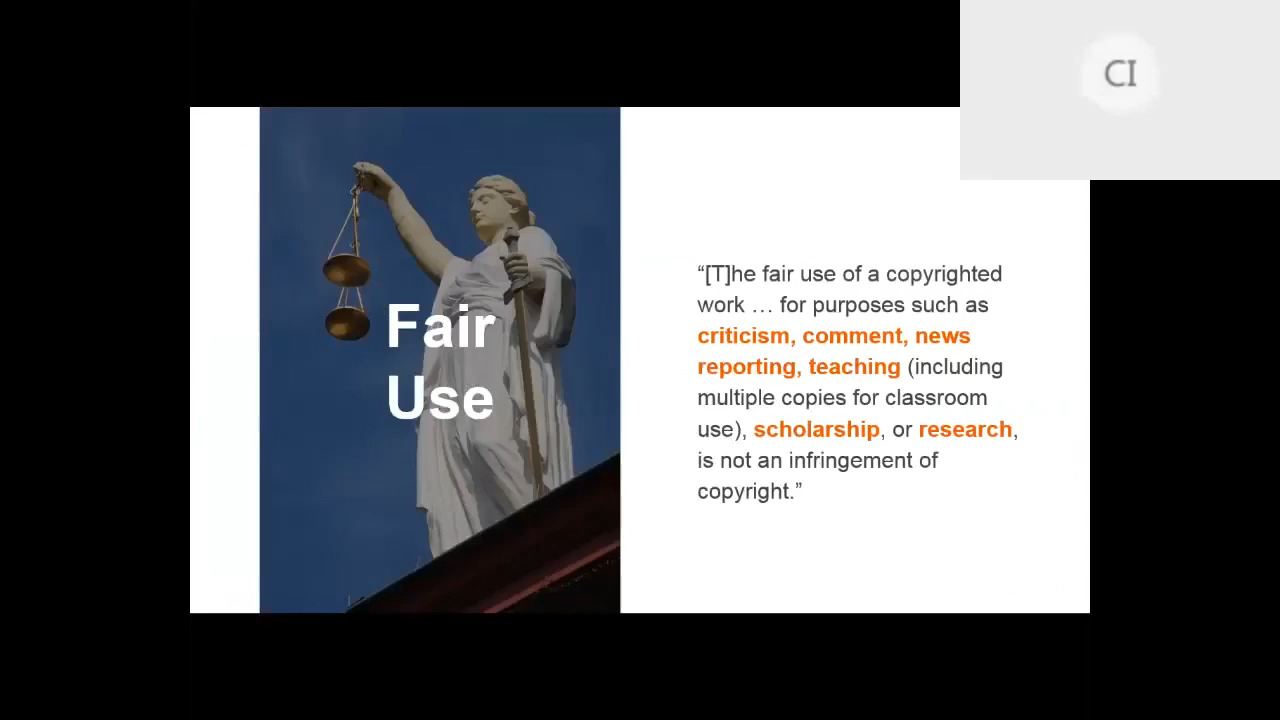 CI
Fair
Use
“[T]he fair use of a copyrighted
work … for purposes such as
criticism, comment, news
reporting, teaching (including
multiple copies for classroom
use), scholarship, or research,
is not an infringement of
copyright.”